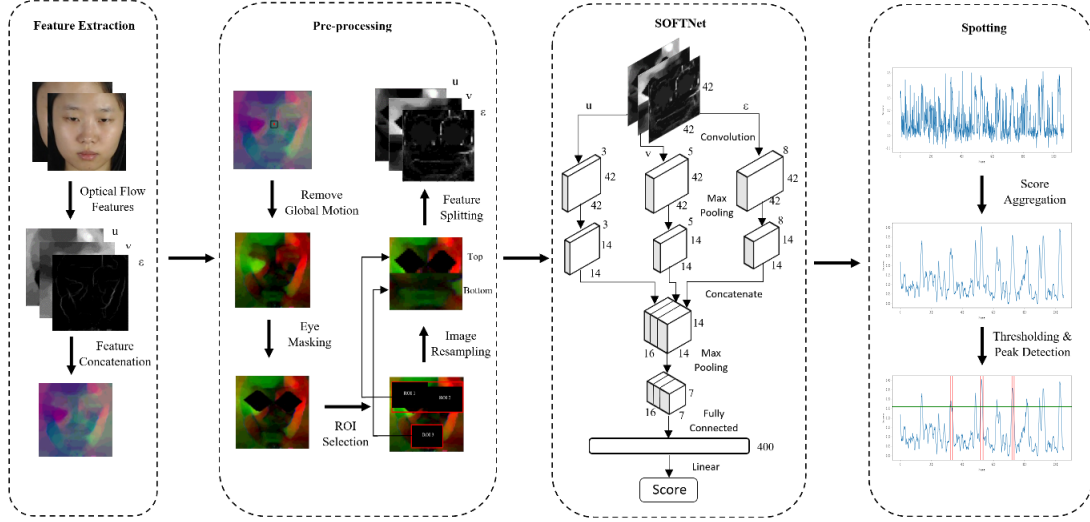 Feature Extraction
Optical Flow
Features
u
v
ε
Feature
Concatenation
Pre-processing
Remove
Global Motion
Eye
Masking
ROI
Selection
ROI 1
ROI 2
ROI 3
Image
Resampling
Top
Bottom
Feature
Splitting
u
v
ε
SOFTNet
42
42
u
v
ε
Convolution
3
42
42
5
42
42
8
42
42
Max
Pooling
3
14
14
5
14
14
8
14
14
Concatenate
14
16
14
Max
Pooling
7
16
7
Fully
Connected
400
Linear
Score
Spotting
Score
Aggregation
Thresholding &
Peak Detection